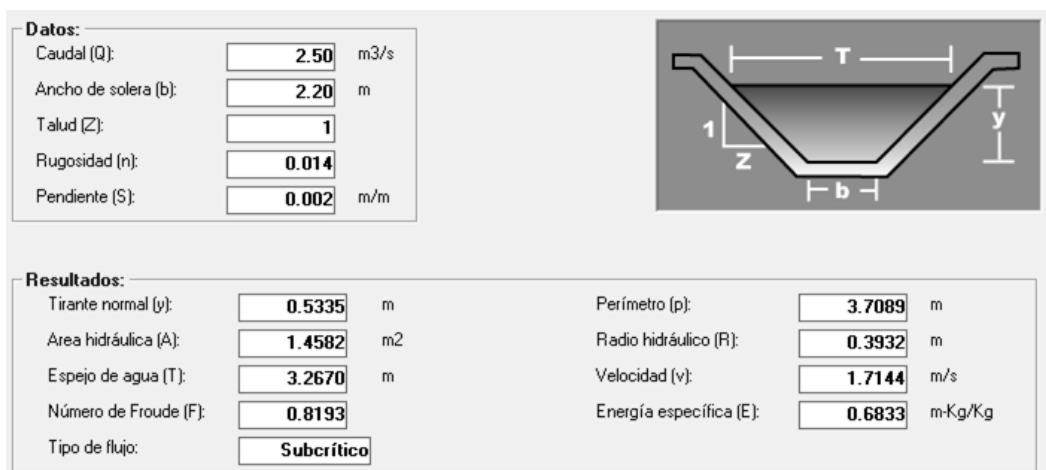 Datos:
Caudal (Q): 2.50 m3/s
Ancho de solera (b): 2.20 m
Talud (Z): 1
Rugosidad (n): 0.014
Pendiente (S): 0.002 m/m
T
y
1
Z
b
Resultados:
Tirante normal (y): 0.5335 m Perímetro (p): 3.7089 m
Area hidráulica (A): 1.4582 m2 Radio hidráulico (R): 0.3932 m
Espejo de agua (T): 3.2670 m Velocidad (v): 1.7144 m/s
Número de Froude (F): 0.8193 Energía específica (E): 0.6833 m-Kg/Kg
Tipo de flujo: Subcrítico